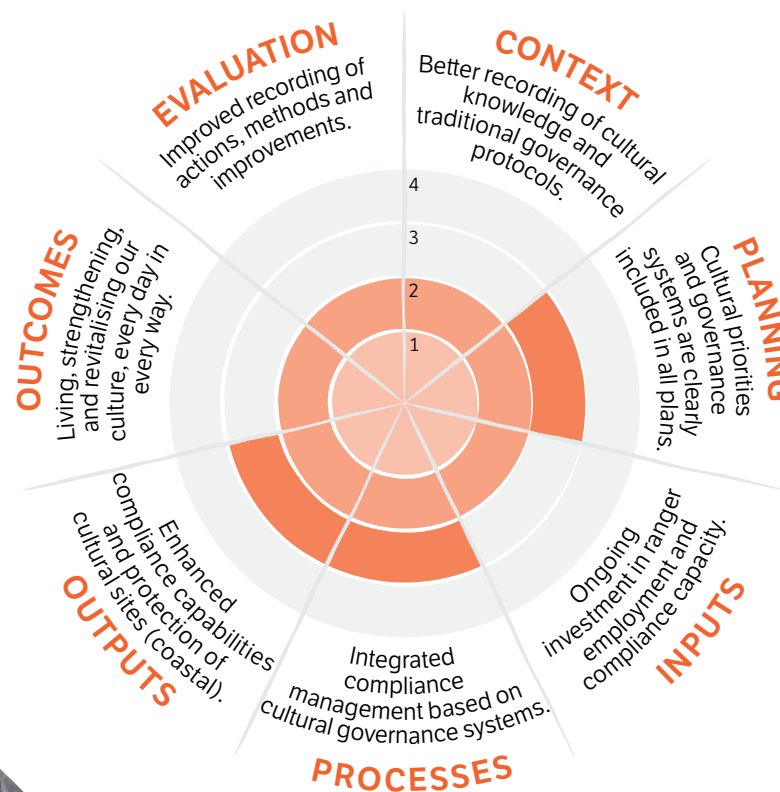 EVALUATION
Improved recording of
actions, methods and
improvements.
CONTEXT
Better recording of cultural
knowledge and
traditional governance
protocols.
PLANNING
Cultural priorities
and governance
systems are clearly
included in all plans.
INPUTS
Ongoing
investment in ranger
employment and
compliance capacity.
PROCESSES
Integrated
compliance
management based on
cultural governance systems.
OUTPUTS
Enhanced
compliance capabilities
and protection of
cultural sites (coastal).
OUTCOMES
Living, strengthening,
and revitalising our
culture, every day in
every way.
4
3
2
1